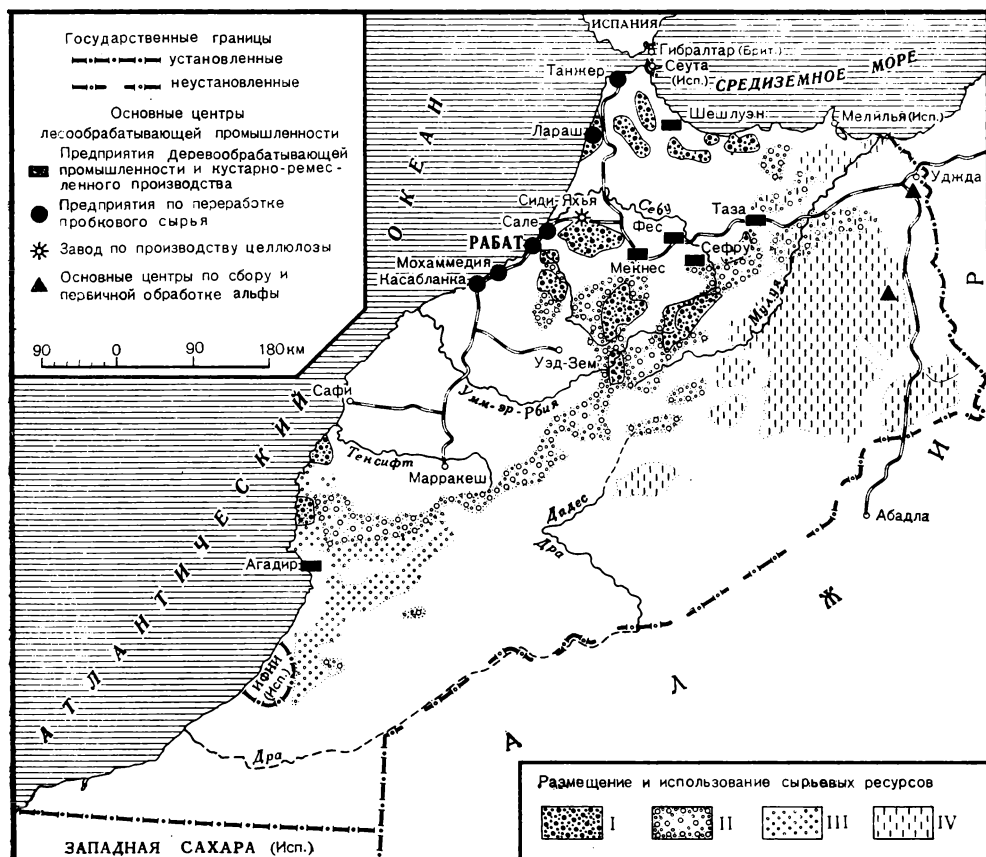 Государственные границы
установленные
неустановленные
Основные центры
лесообрабатывающей промышленности
Предприятия деревообрабатывающей
промышленности и кустарно-ремес-
ленного производства
Предприятия по переработке
пробкового сырья
Завод по производству целлюлозы
Основные центры по сбору и
первичной обработке альфы
90 0 90 180 км
ИСПАНИЯ
Гибралтар (Брит.)
Сеута
(Исп.)
СРЕДИЗЕМНОЕ МОРЕ
Танжер
Шешлуэн
Мелилья (Исп.)
Лараш
Уджда
Сиди-Яхья
Себу
Таза
Сале
Фес
Сефру
РАБАТ
Мекнес
Мохаммедия
Касабланка
Мулуя
Уэд-Зем
Умм-эр-Рбия
Сафи
Тенсифт
Марракеш
Дадес
Дра
Абадла
Агадир
ИФНИ
(Исп.)
Дра
АТЛАНТИЧЕСКИЙ ОКЕАН
АЛЖИР
ЗАПАДНАЯ САХАРА (Исп.)
Размещение и использование сырьевых ресурсов
I II III IV